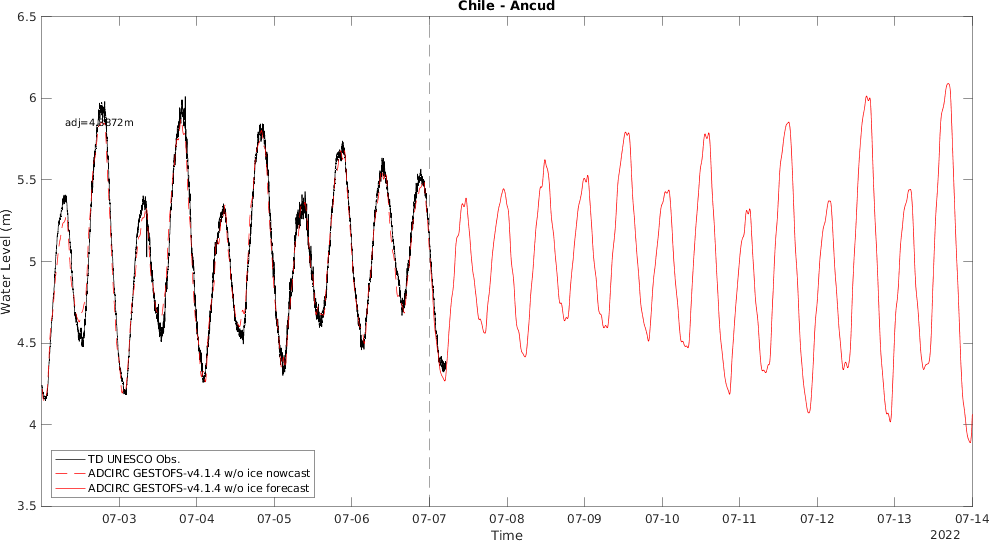 Chile - Ancud
6.5
6
5.5
5
4.5
4
3.5
Water Level (m)
TD UNESCO Obs.
ADCIRC GESTOFS-v4.1.4 w/o ice nowcast
ADCIRC GESTOFS-v4.1.4 w/o ice forecast
07-03 07-04 07-05 07-06 07-07 07-08 07-09 07-10 07-11 07-12 07-13 07-14
Time
2022